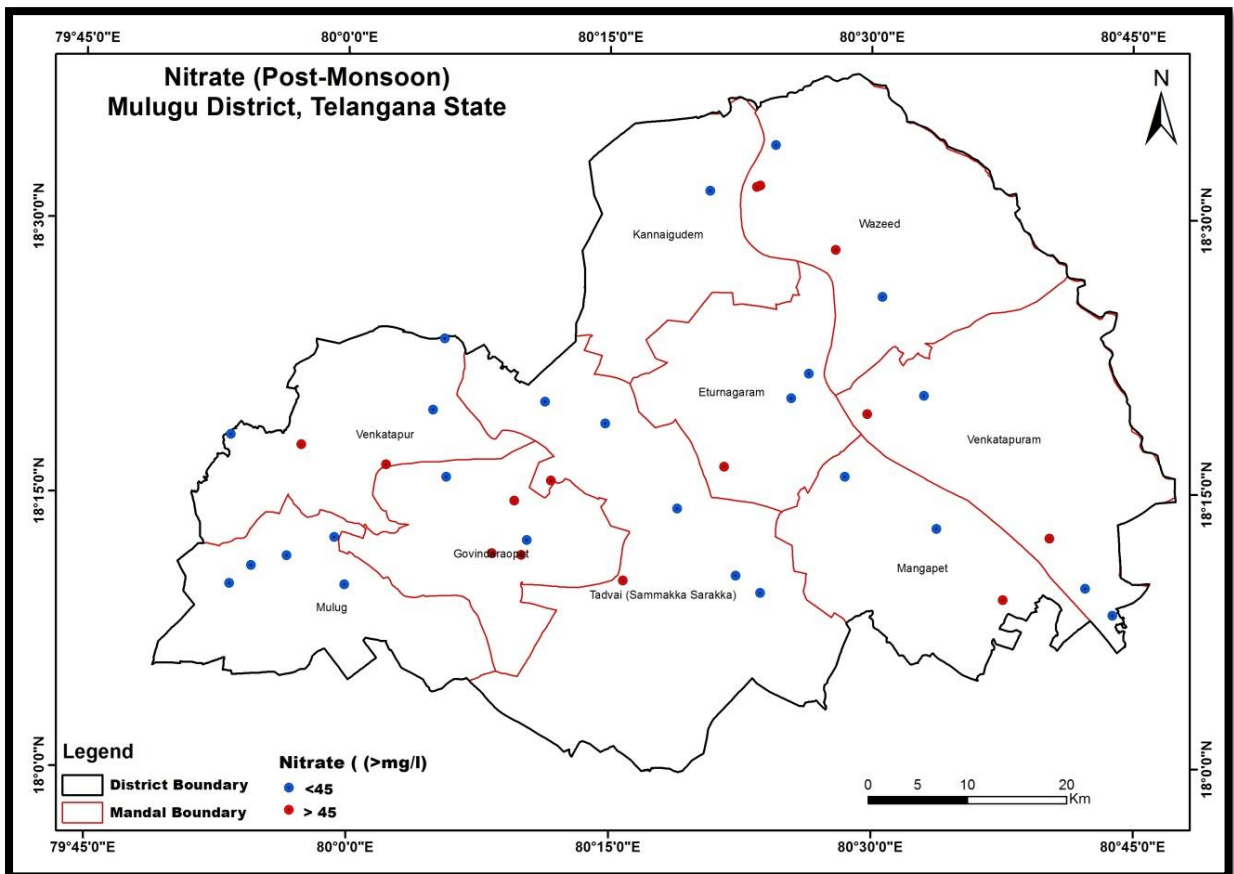 79°45'0"E 80°0'0"E 80°15'0"E 80°30'0"E 80°45'0"E
Nitrate (Post-Monsoon)
Mulugu District, Telangana State
N
18°30'0"N
18°30'0"N
Wazeed
Kannaigudem
Eturnagaram
Venkatapur
Venkatapuram
18°15'0"N
18°15'0"N
Govindaraopet
Mangapet
Tadvai (Sammakka Sarakka)
Mulug
18°0'0"N
18°0'0"N
Legend
District Boundary
Mandal Boundary
Nitrate ( (>mg/l)
<45
> 45
0 5 10 20
Km
79°45'0"E 80°0'0"E 80°15'0"E 80°30'0"E 80°45'0"E